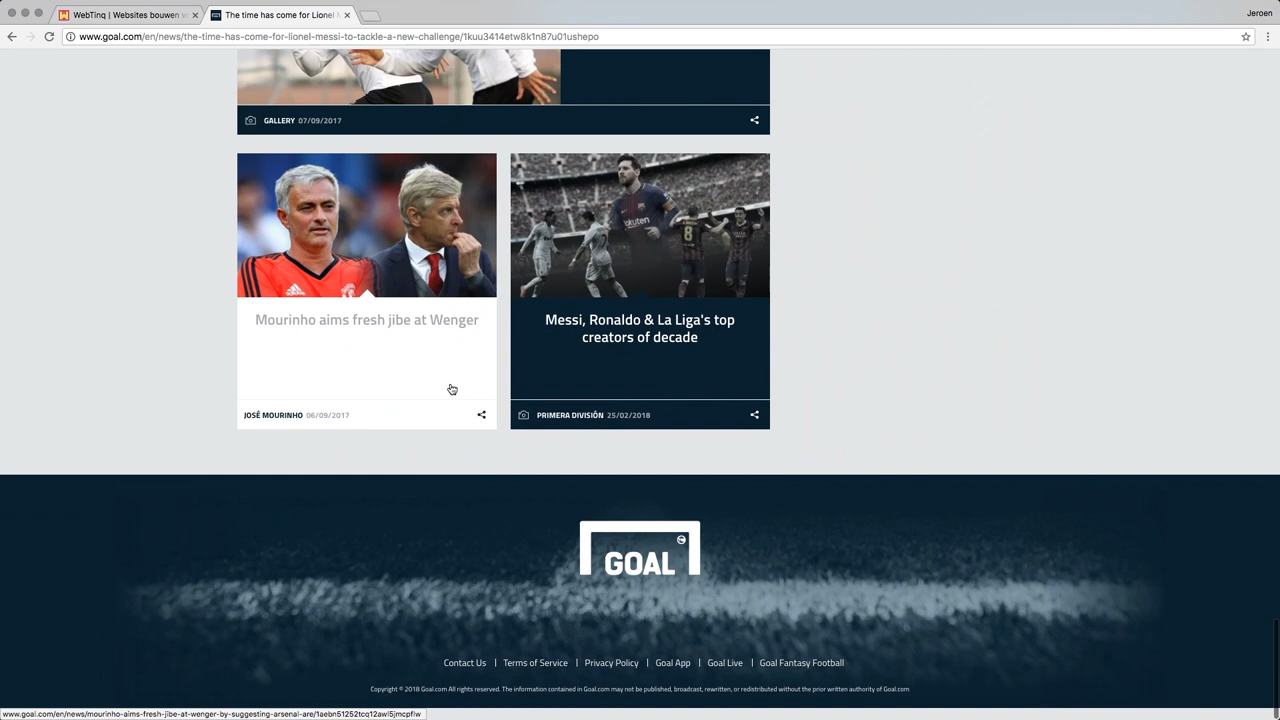 WebTinq | Websites bouwen v
The time has come for Lionel M
Jeroen
www.goal.com/en/news/the-time-has-come-for-lionel-messi-to-tackle-a-new-challenge/1kuu3414etw8k1n87u01ushepo
GALLERY 07/09/2017
Mourinho aims fresh jibe at Wenger
Messi, Ronaldo & La Liga's top
creators of decade
JOSÉ MOURINHO 06/09/2017
PRIMERA DIVISIÓN 25/02/2018
GOAL
Contact Us | Terms of Service | Privacy Policy | Goal App | Goal Live | Goal Fantasy Football
Copyright © 2018 Goal.com All rights reserved. The information contained in Goal.com may not be published, broadcast, rewritten, or redistributed without the prior written authority of Goal.com
www.goal.com/en/news/mourinho-aims-fresh-jibe-at-wenger-by-suggesting-arsenal-are/1aebn51252tcq12awl5jmcpflw